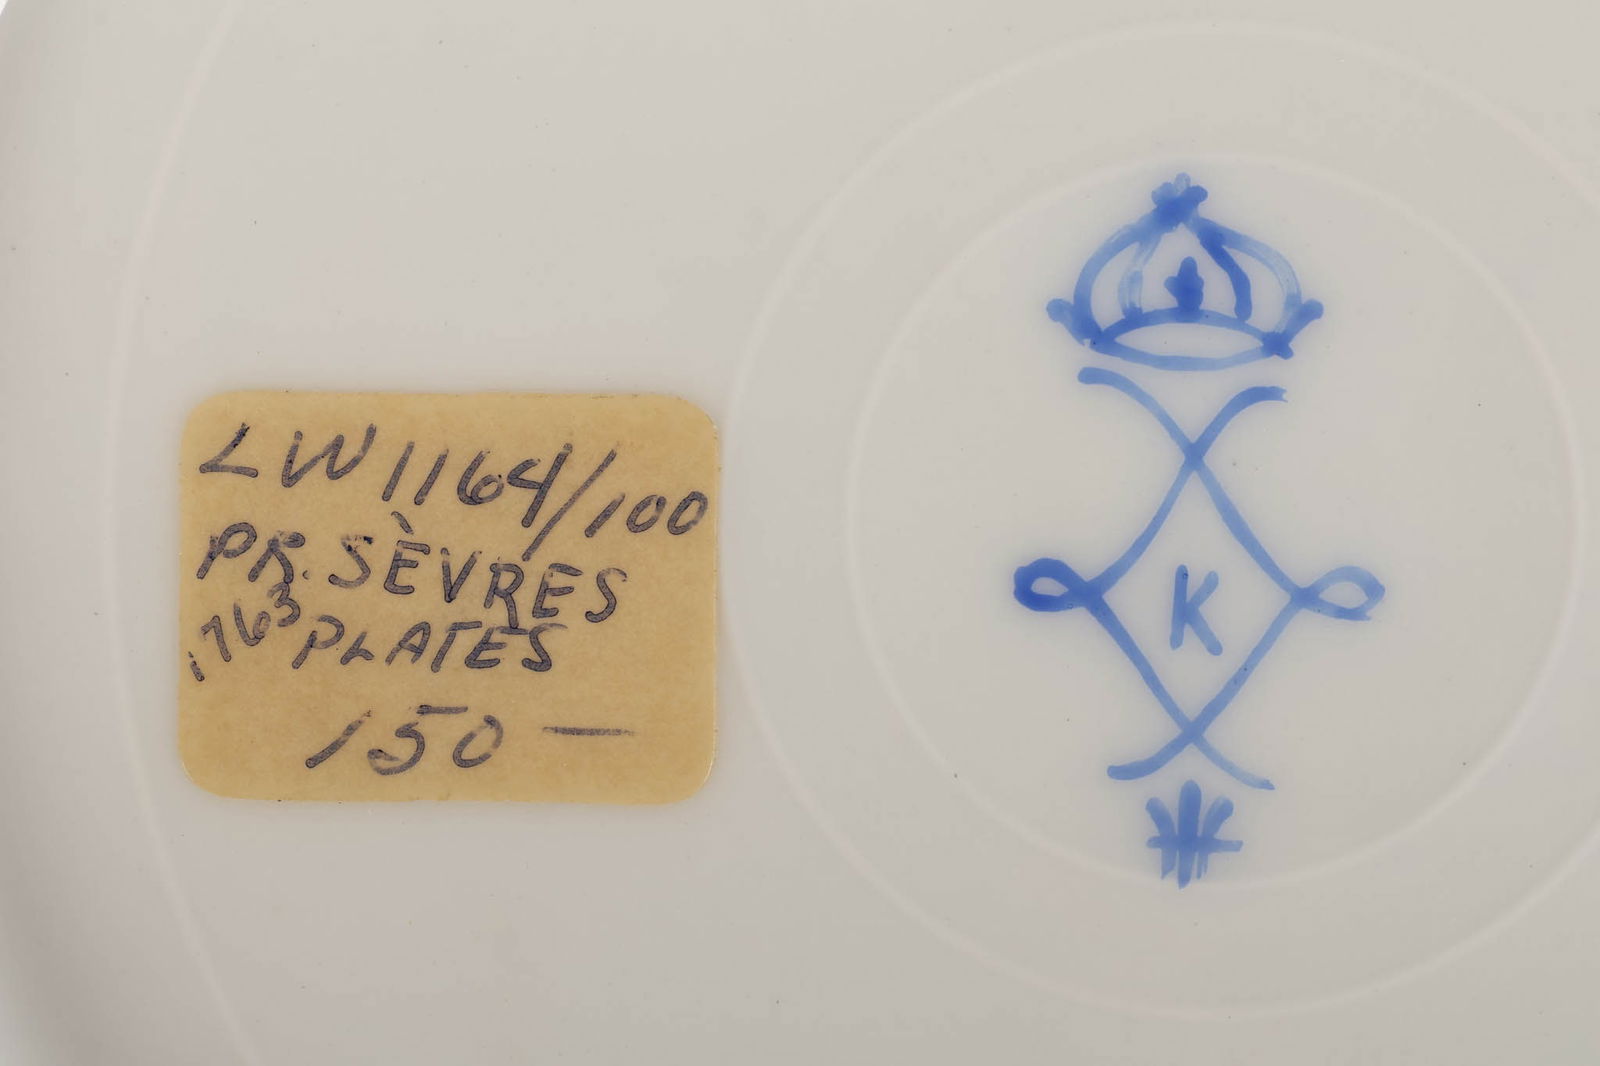 LW1164/100
PR. SÈVRES
1763 PLATES
150 —
K